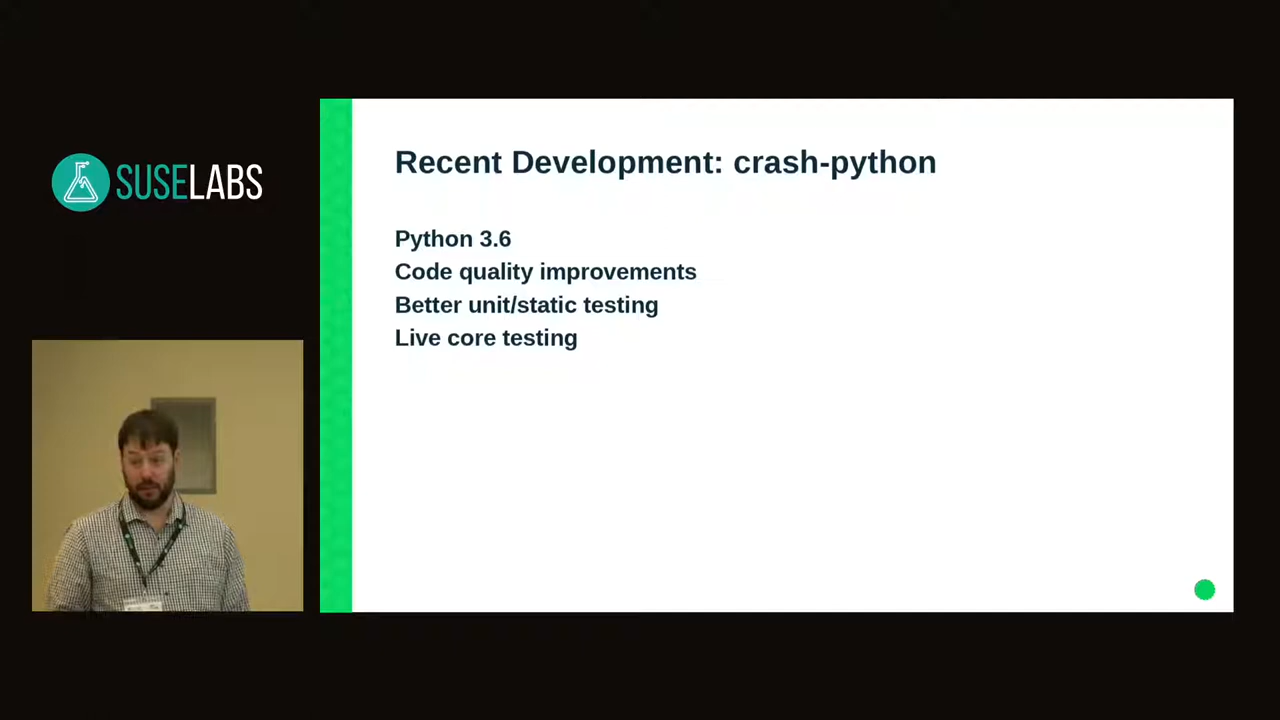 SUSELABS
Recent Development: crash-python
Python 3.6
Code quality improvements
Better unit/static testing
Live core testing